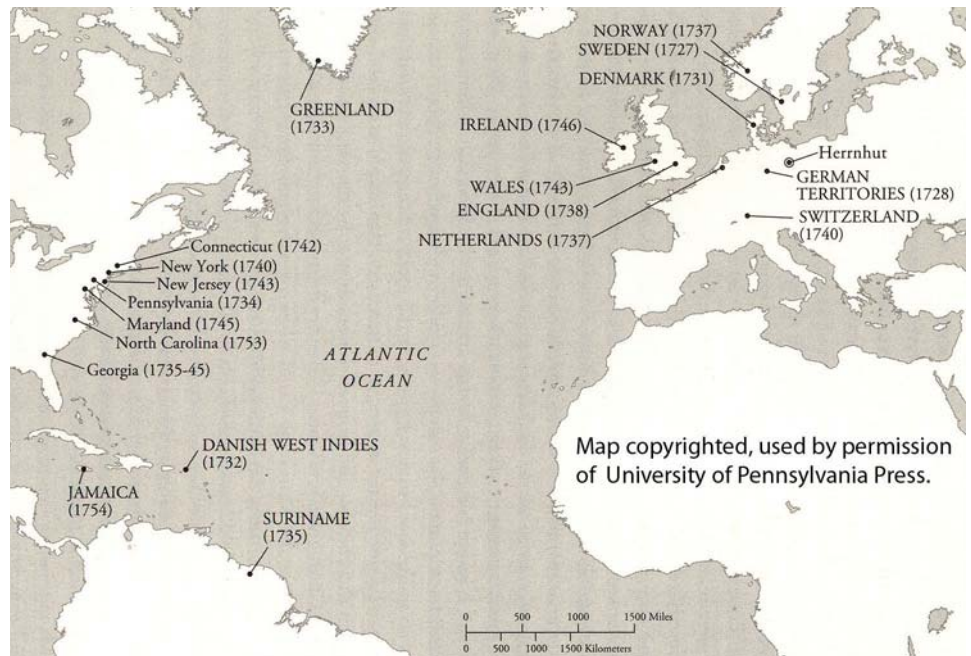 NORWAY (1737)
SWEDEN (1727)
DENMARK (1731)
GREENLAND
(1733)
IRELAND (1746)
Herrnhut
GERMAN
TERRITORIES (1728)
WALES (1743)
ENGLAND (1738)
SWITZERLAND
(1740)
NETHERLANDS (1737)
Connecticut (1742)
New York (1740)
New Jersey (1743)
Pennsylvania (1734)
Maryland (1745)
North Carolina (1753)
Georgia (1735-45)
ATLANTIC
OCEAN
DANISH WEST INDIES
(1732)
JAMAICA
(1754)
SURINAME
(1735)
Map copyrighted, used by permission
of University of Pennsylvania Press.
0 500 1000 1500 Miles
0 500 1000 1500 Kilometers